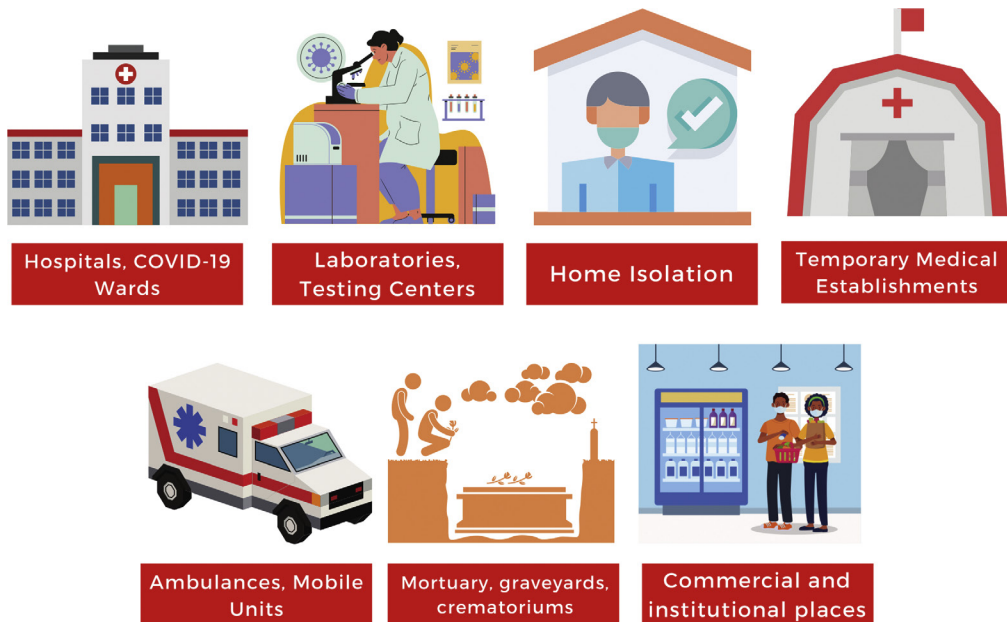 Hospitals, COVID-19
Wards
Laboratories,
Testing Centers
Home Isolation
Temporary Medical
Establishments
Ambulances, Mobile
Units
Mortuary, graveyards,
crematoriums
Commercial and
institutional places